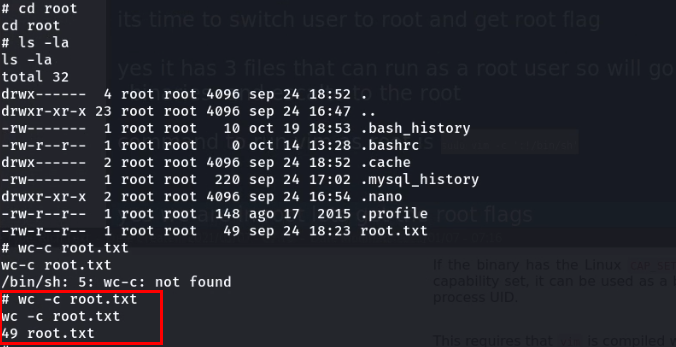 # cd root
cd root
its time to switch user to root and get root flag
# ls -la
ls -la
total 32
yes it has 3 files that can run as a root user so will go
drwx------  4 root root 4096 sep 24 18:52 .
to the root
drwxr-xr-x 23 root root 4096 sep 24 16:47 ..
-rw-------  1 root root   10 oct 19 18:53 .bash_history
-rw-r--r--  1 root root    0 oct 14 13:28 .bashrc
drwx------  2 root root 4096 sep 24 18:52 .cache
-rw-------  1 root root  220 sep 24 17:02 .mysql_history
drwxr-xr-x  2 root root 4096 sep 24 16:54 .nano
-rw-r--r--  1 root root  148 ago 17  2015 .profile
root flags
-rw-r--r--  1 root root   49 sep 24 18:23 root.txt
# wc-c root.txt
wc-c root.txt
If the binary has the Linux
/bin/sh: 5: wc-c: not found
capability set, it can be used as a
# wc -c root.txt
process UID.
wc -c root.txt
49 root.txt
This requires that
is compiled
#